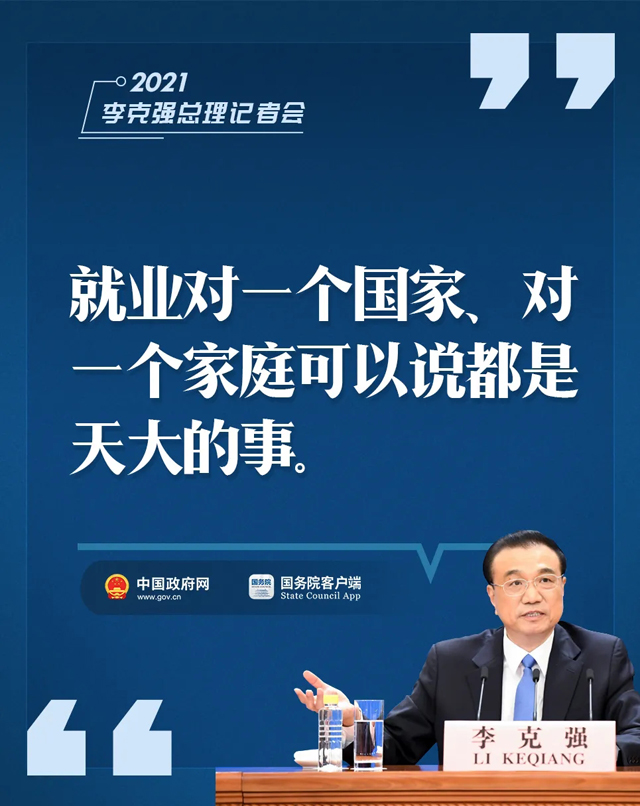 2021
李克强总理记者会
就业对一个国家、对
一个家庭可以说都是
天大的事。
中国政府网
www.gov.cn
国务院
国务院客户端
State Council App
李克强
LI KEQIANG